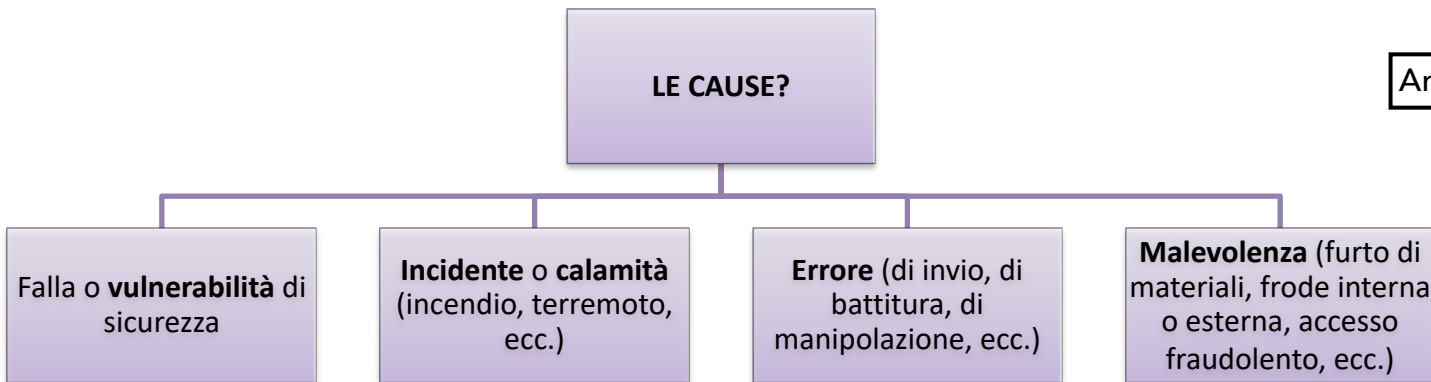 LE CAUSE?
Falla o vulnerabilità di
sicurezza
Incidente o calamità
(incendio, terremoto,
ecc.)
Errore (di invio, di
battitura, di
manipolazione, ecc.)
Malevolenza (furto di
materiali, frode interna
o esterna, accesso
fraudolento, ecc.)